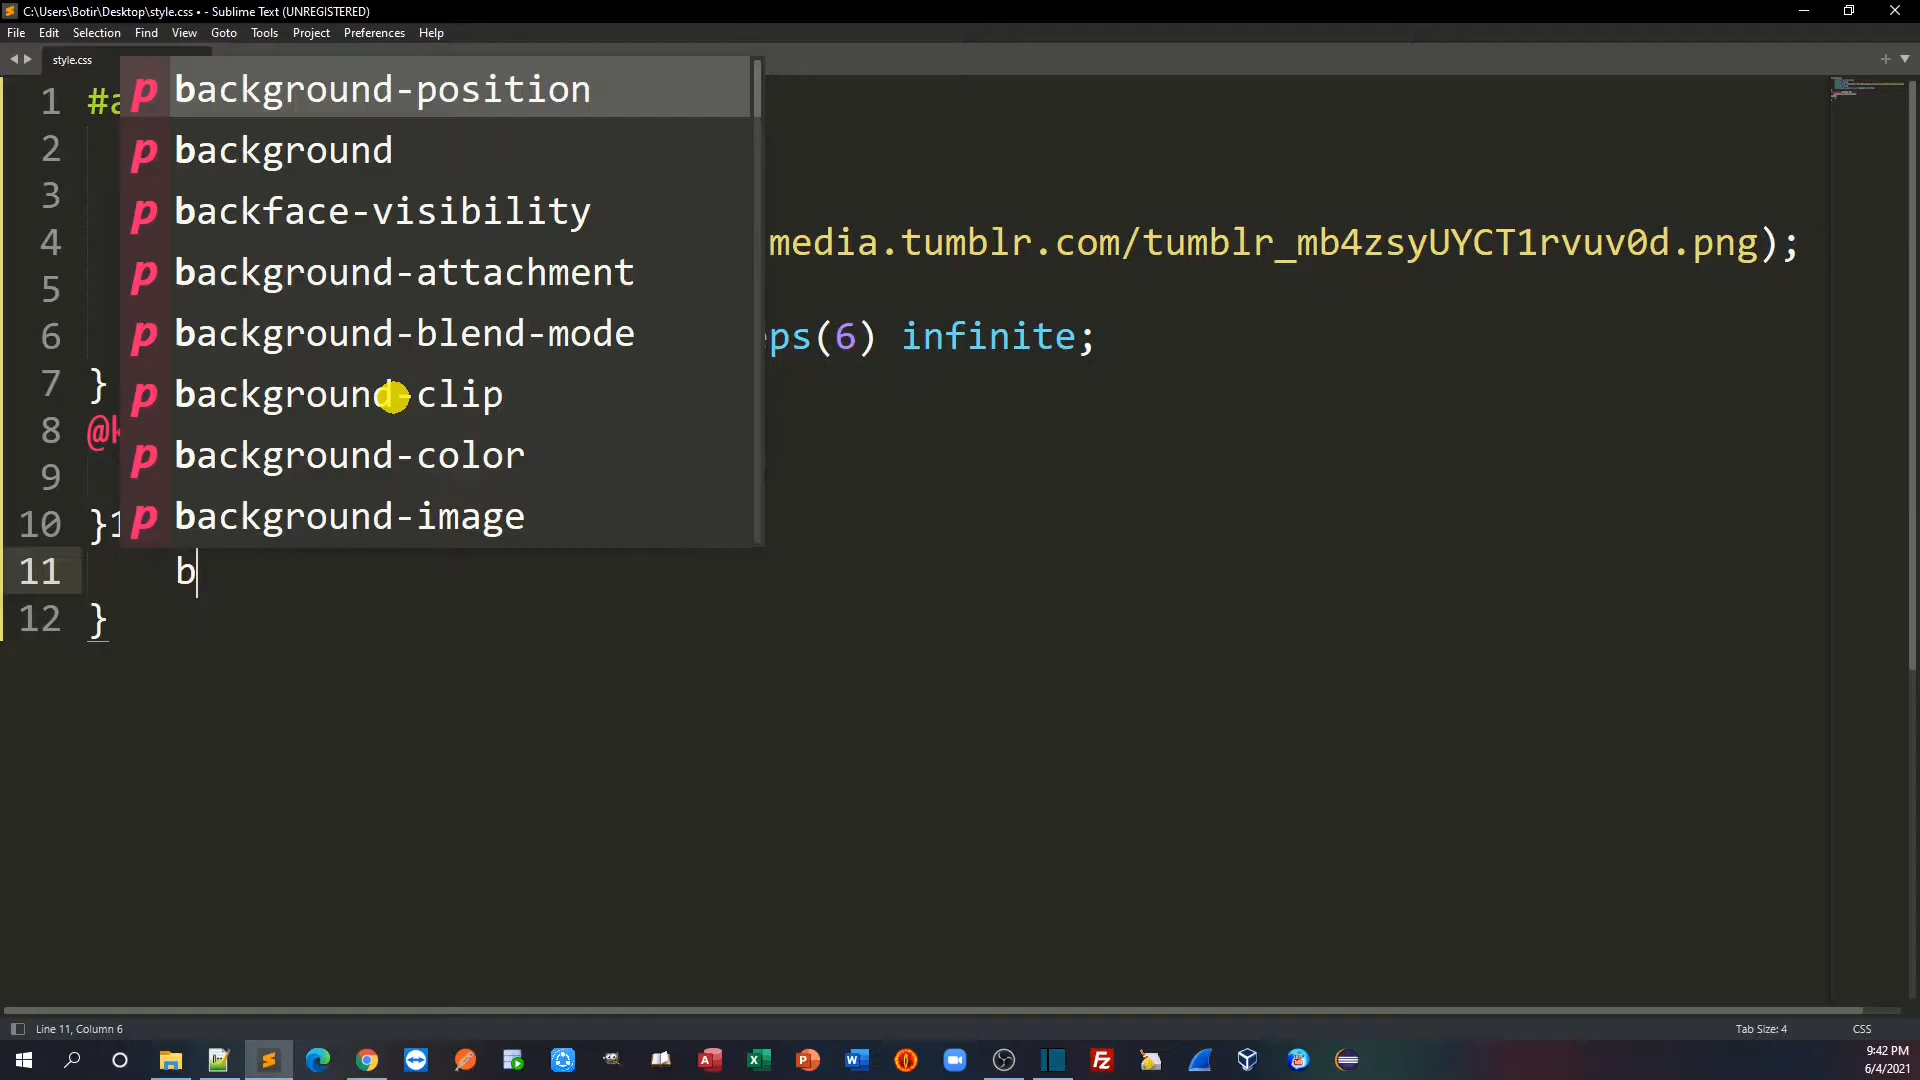 C:\Users\Botir\Desktop\style.css • - Sublime Text (UNREGISTERED)
File Edit Selection Find View Goto Tools Project Preferences Help
style.css
1 #a
2
3
4 media.tumblr.com/tumblr_mb4zsyUYCT1rvuv0d.png);
5
6 eps(6) infinite;
7 }
8 @k
9
10 }1
11 b
12 }
p background-position
p background
p backface-visibility
p background-attachment
p background-blend-mode
p background-clip
p background-color
p background-image
Line 11, Column 6
Tab Size: 4
CSS
9:42 PM
6/4/2021